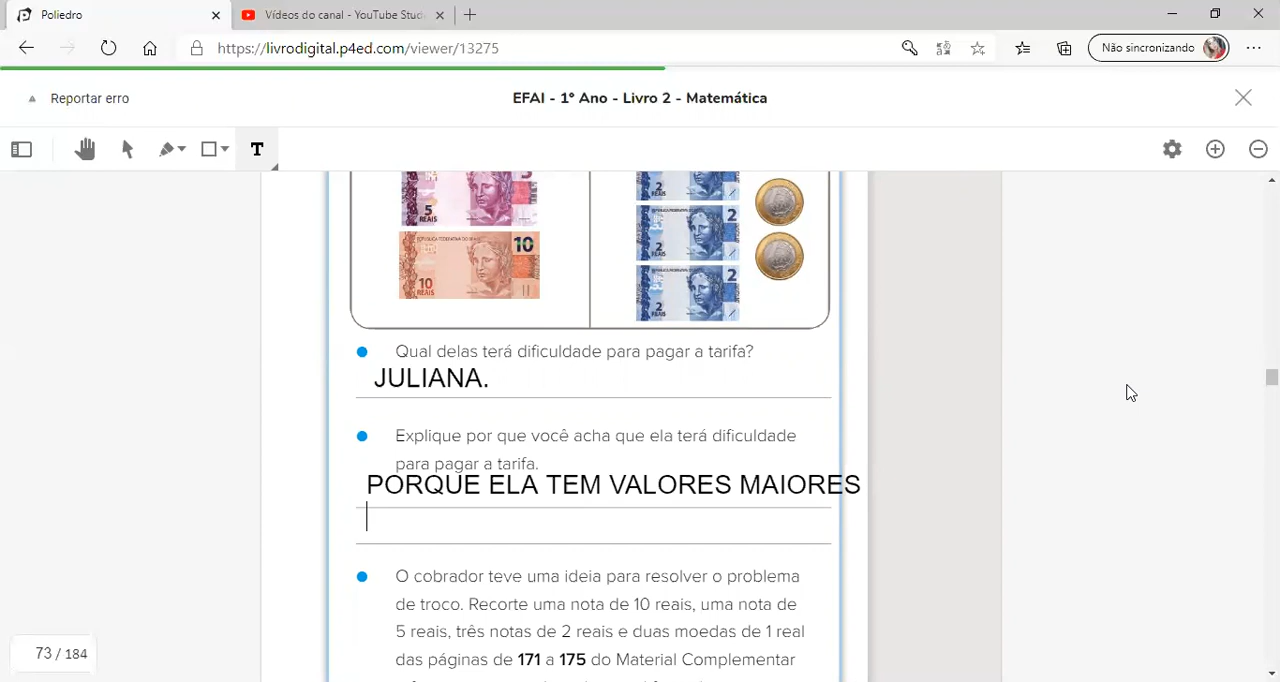 Poliedro
Vídeos do canal - YouTube Stud
https://livrodigital.p4ed.com/viewer/13275
Não sincronizando
Reportar erro
EFAI - 1º Ano - Livro 2 - Matemática
T
5
REAIS
10
10
REAIS
2
REAIS
2
2
REAIS
2
2
REAIS
Qual delas terá dificuldade para pagar a tarifa?
JULIANA.
Explique por que você acha que ela terá dificuldade
para pagar a tarifa.
PORQUE ELA TEM VALORES MAIORES
O cobrador teve uma ideia para resolver o problema
de troco. Recorte uma nota de 10 reais, uma nota de
5 reais, três notas de 2 reais e duas moedas de 1 real
das páginas de 171 a 175 do Material Complementar
73 / 184